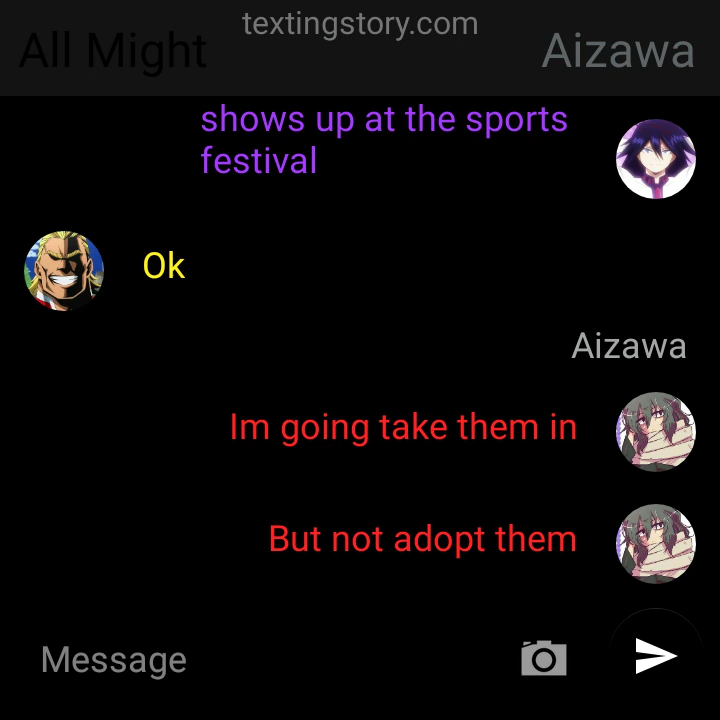 textingstory.com
All Might
Aizawa
shows up at the sports
festival
Ok
Aizawa
Im going take them in
But not adopt them
Message